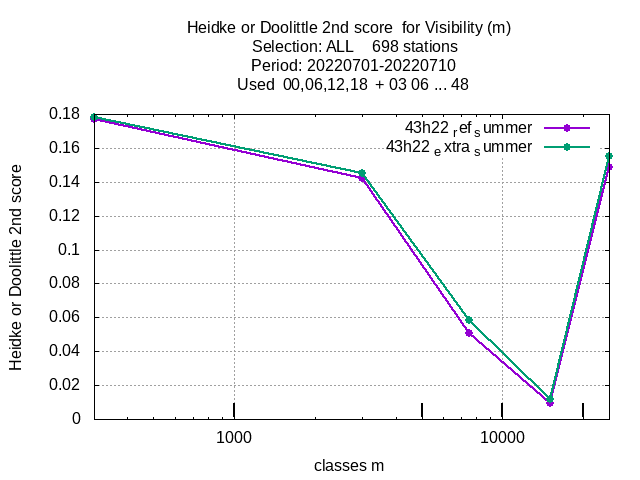 Heidke or Doolittle 2nd score for Visibility (m)
Selection: ALL 698 stations
Period: 20220701-20220710
Used 00,06,12,18 + 03 06 ... 48
43h22 ref summer
43h22 extra summer
Heidke or Doolittle 2nd score
0.18
0.16
0.14
0.12
0.1
0.08
0.06
0.04
0.02
0
1000 10000
classes m